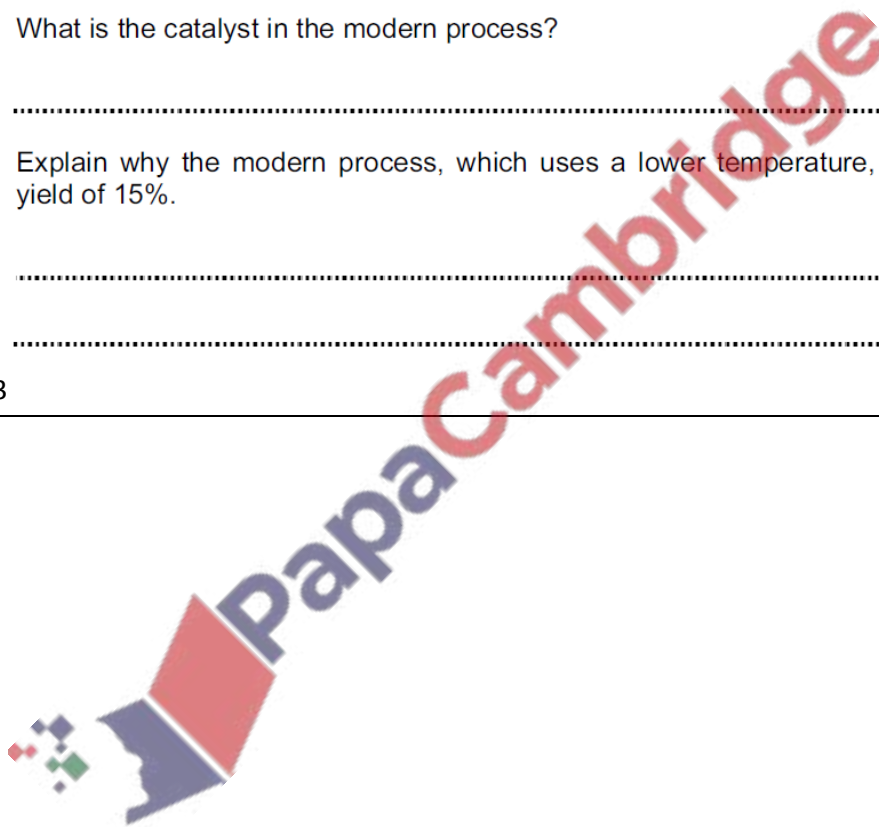 What is the catalyst in the modern process?
Explain why the modern process, which uses a lower temperature,
yield of 15%.
3
PapaCambridge